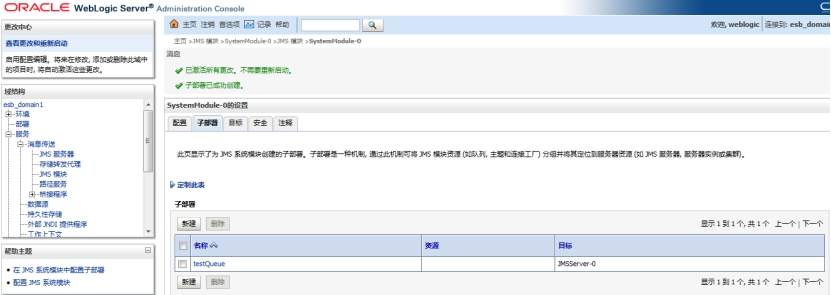 ORACLE WebLogic Server® Administration Console
更改中心
查看更改和重新启动
启用配置编辑。将来在修改, 添加或删除此域中
的项目时, 将自动激活这些更改。
域结构
esb_domain1
环境
部署
服务
消息传送
JMS 服务器
存储转发代理
JMS 模块
路径服务
桥接程序
数据源
持久性存储
外部 JNDI 提供程序
工作上下文
帮助主题
在 JMS 系统模块中配置子部署
配置 JMS 系统模块
主页 注销 首选项 记录 帮助
欢迎, weblogic 连接到: esb_domai
主页 >JMS 模块 >SystemModule-0 >JMS 模块 >SystemModule-0
消息
已激活所有更改。不需要重新启动。
子部署已成功创建。
SystemModule-0的设置
配置 子部署 目标 安全 注释
此页显示了为 JMS 系统模块创建的子部署。子部署是一种机制, 通过此机制可将 JMS 模块资源 (如队列, 主题和连接工厂) 分组并将其定位到服务器资源 (如 JMS 服务器, 服务器实例或集群)。
定制此表
子部署
新建 删除 显示 1 到 1 个, 共 1 个 上一个 | 下一个
名称 资源 目标
testQueue JMSServer-0
新建 删除 显示 1 到 1 个, 共 1 个 上一个 | 下一个